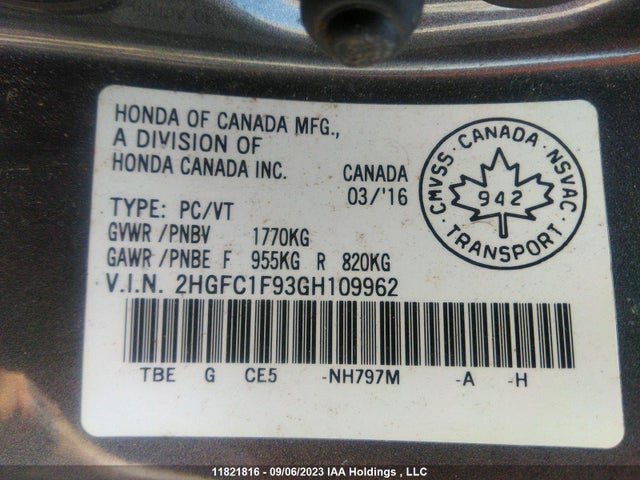 HONDA OF CANADA MFG.,
A DIVISION OF
HONDA CANADA INC.
CANADA
03/'16
TYPE: PC/VT
GVWR/PNBV 1770KG
GAWR/PNBE F 955KG R 820KG
V.I.N. 2HGFC1F93GH109962
TBE G CE5 -NH797M -A -H
CMVSS · CANADA · NSVAC
942
TRANSPORT
11821816 - 09/06/2023 IAA Holdings , LLC